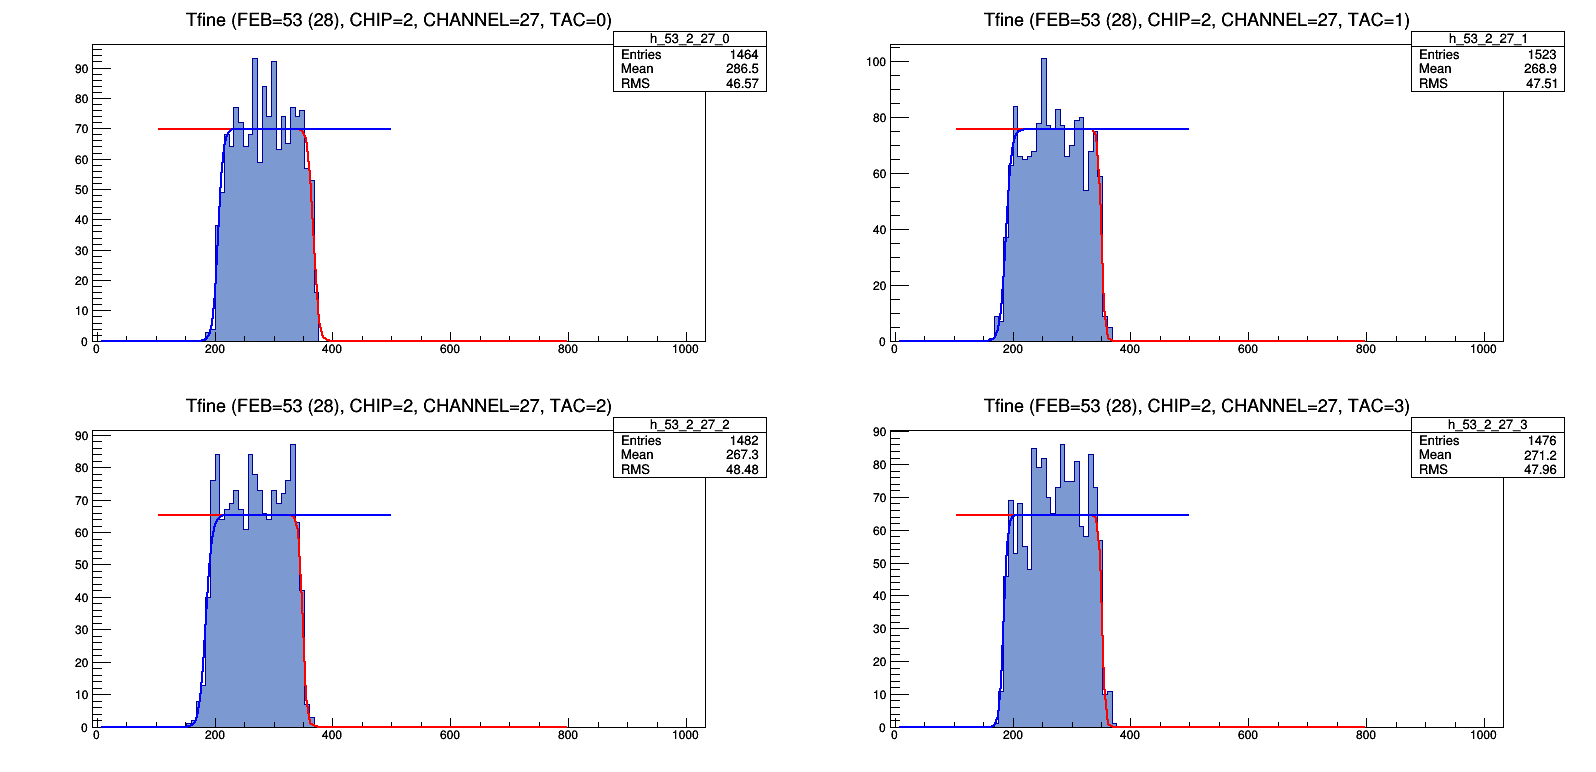 Tfine (FEB=53 (28), CHIP=2, CHANNEL=27, TAC=0)
h_53_2_27_0
Entries 1464
Mean 286.5
RMS 46.57
90
80
70
60
50
40
30
20
10
0
0 200 400 600 800 1000
Tfine (FEB=53 (28), CHIP=2, CHANNEL=27, TAC=1)
h_53_2_27_1
Entries 1523
Mean 268.9
RMS 47.51
100
80
60
40
20
0
0 200 400 600 800 1000
Tfine (FEB=53 (28), CHIP=2, CHANNEL=27, TAC=2)
h_53_2_27_2
Entries 1482
Mean 267.3
RMS 48.48
90
80
70
60
50
40
30
20
10
0
0 200 400 600 800 1000
Tfine (FEB=53 (28), CHIP=2, CHANNEL=27, TAC=3)
h_53_2_27_3
Entries 1476
Mean 271.2
RMS 47.96
90
80
70
60
50
40
30
20
10
0
0 200 400 600 800 1000